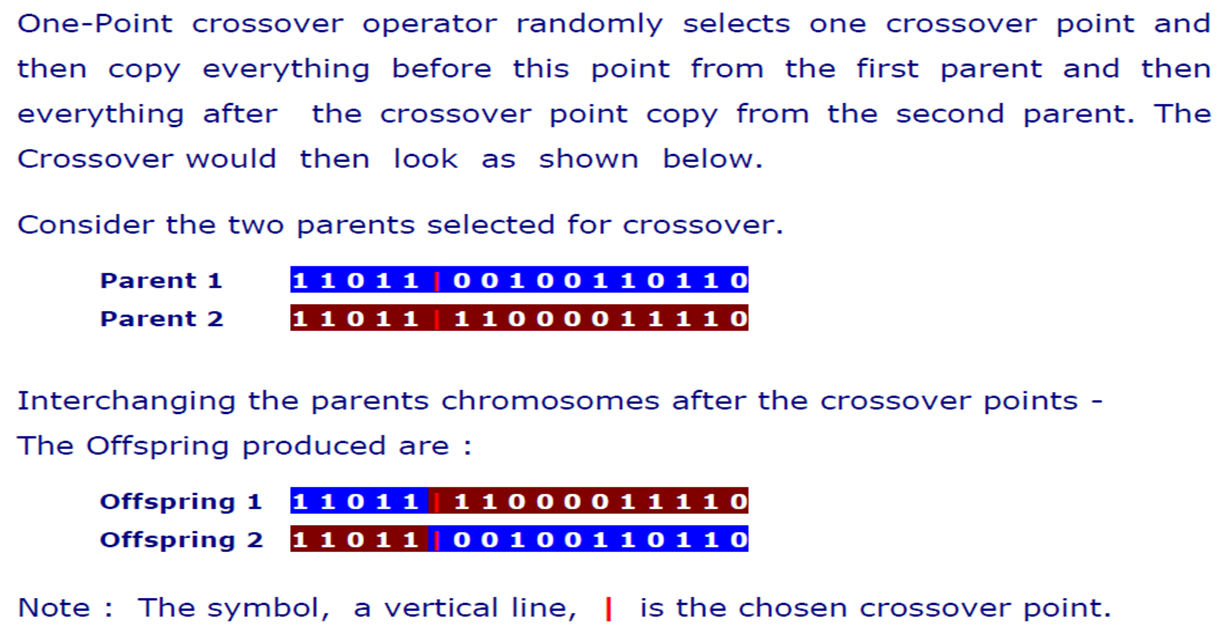 One-Point crossover operator randomly selects one crossover point and
then copy everything before this point from the first parent and then
everything after the crossover point copy from the second parent. The
Crossover would then look as shown below.
Consider the two parents selected for crossover.
Parent 1 1 1 0 1 1 | 0 0 1 0 0 1 1 0 1 1 0
Parent 2 1 1 0 1 1 | 1 1 0 0 0 0 1 1 1 1 0
Interchanging the parents chromosomes after the crossover points -
The Offspring produced are :
Offspring 1 1 1 0 1 1 | 1 1 0 0 0 0 1 1 1 1 0
Offspring 2 1 1 0 1 1 | 0 0 1 0 0 1 1 0 1 1 0
Note : The symbol, a vertical line, | is the chosen crossover point.